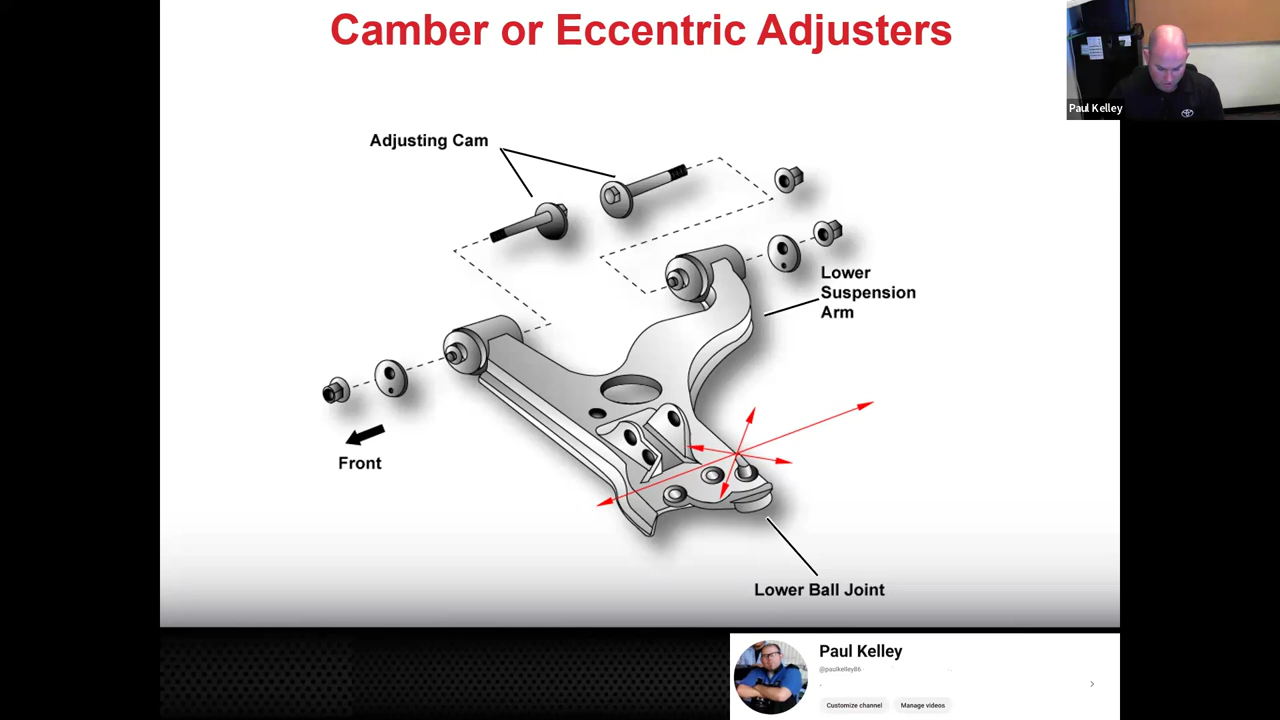 Camber or Eccentric Adjusters
Paul Kelley
Adjusting Cam
Lower
Suspension
Arm
Front
Lower Ball Joint
Paul Kelley
@paulkelley86
Customize channel
Manage videos